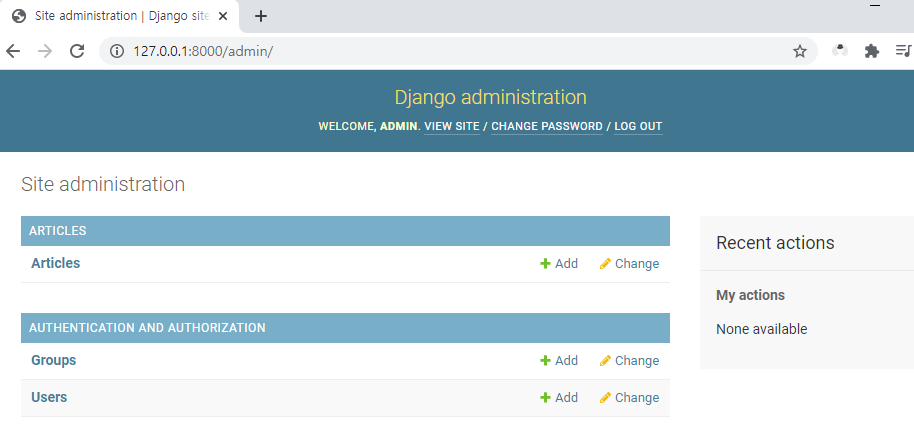 Site administration | Django site
127.0.0.1:8000/admin/
Django administration
WELCOME, ADMIN. VIEW SITE / CHANGE PASSWORD / LOG OUT
Site administration
ARTICLES
Articles Add Change
AUTHENTICATION AND AUTHORIZATION
Groups Add Change
Users Add Change
Recent actions
My actions
None available